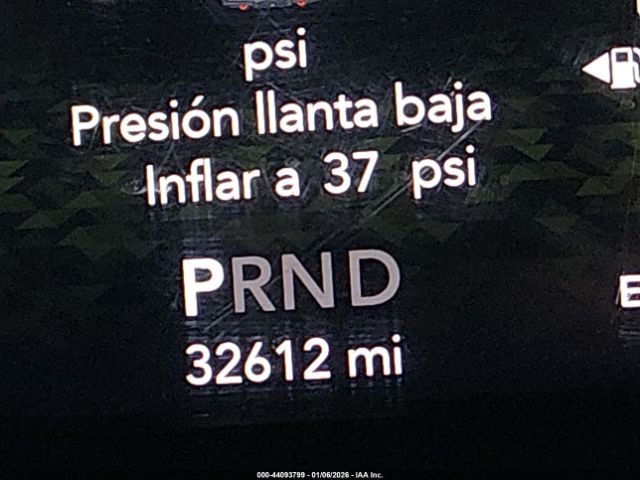 psi
Presión llanta baja
Inflar a 37 psi
PRND
E
32612 mi
000-44093799 - 01/06/2026 - IAA Inc.